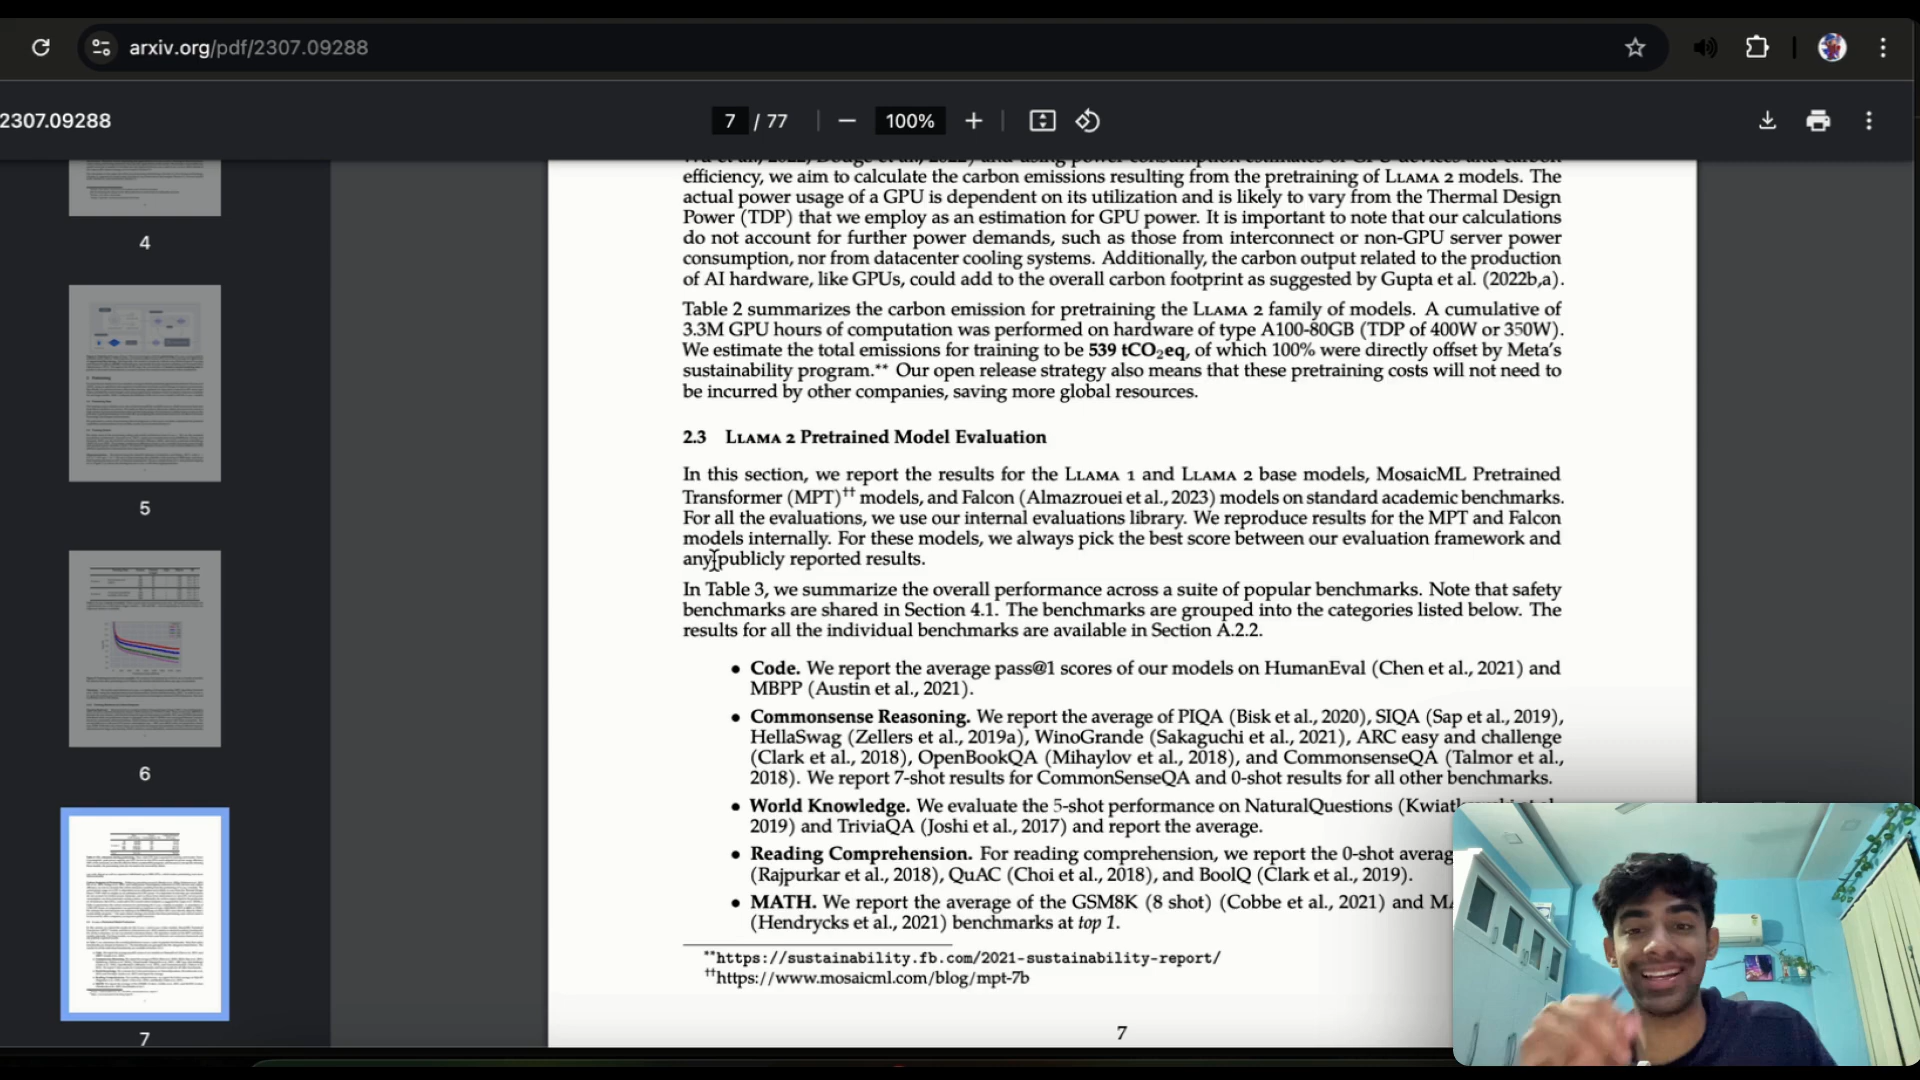 arxiv.org/pdf/2307.09288
2307.09288
7 / 77
100%
4
5
6
7
efficiency, we aim to calculate the carbon emissions resulting from the pretraining of LLAMA 2 models. The
actual power usage of a GPU is dependent on its utilization and is likely to vary from the Thermal Design
Power (TDP) that we employ as an estimation for GPU power. It is important to note that our calculations
do not account for further power demands, such as those from interconnect or non-GPU server power
consumption, nor from datacenter cooling systems. Additionally, the carbon output related to the production
of AI hardware, like GPUs, could add to the overall carbon footprint as suggested by Gupta et al. (2022b,a).
Table 2 summarizes the carbon emission for pretraining the LLAMA 2 family of models. A cumulative of
3.3M GPU hours of computation was performed on hardware of type A100-80GB (TDP of 400W or 350W).
We estimate the total emissions for training to be 539 tCO₂eq, of which 100% were directly offset by Meta's
sustainability program.** Our open release strategy also means that these pretraining costs will not need to
be incurred by other companies, saving more global resources.
2.3 LLAMA 2 Pretrained Model Evaluation
In this section, we report the results for the LLAMA 1 and LLAMA 2 base models, MosaicML Pretrained
Transformer (MPT)†† models, and Falcon (Almazrouei et al., 2023) models on standard academic benchmarks.
For all the evaluations, we use our internal evaluations library. We reproduce results for the MPT and Falcon
models internally. For these models, we always pick the best score between our evaluation framework and
any publicly reported results.
In Table 3, we summarize the overall performance across a suite of popular benchmarks. Note that safety
benchmarks are shared in Section 4.1. The benchmarks are grouped into the categories listed below. The
results for all the individual benchmarks are available in Section A.2.2.
• Code. We report the average pass@1 scores of our models on HumanEval (Chen et al., 2021) and
MBPP (Austin et al., 2021).
• Commonsense Reasoning. We report the average of PIQA (Bisk et al., 2020), SIQA (Sap et al., 2019),
HellaSwag (Zellers et al., 2019a), WinoGrande (Sakaguchi et al., 2021), ARC easy and challenge
(Clark et al., 2018), OpenBookQA (Mihaylov et al., 2018), and CommonsenseQA (Talmor et al.,
2018). We report 7-shot results for CommonSenseQA and 0-shot results for all other benchmarks.
• World Knowledge. We evaluate the 5-shot performance on NaturalQuestions
2019) and TriviaQA (Joshi et al., 2017) and report the average.
• Reading Comprehension. For reading comprehension, we report the 0-shot
(Rajpurkar et al., 2018), QuAC (Choi et al., 2018), and BoolQ (Clark et al., 2019).
• MATH. We report the average of the GSM8K (8 shot) (Cobbe et al., 2021) and
(Hendrycks et al., 2021) benchmarks at top 1.
**https://sustainability.fb.com/2021-sustainability-report/
††https://www.mosaicml.com/blog/mpt-7b
7